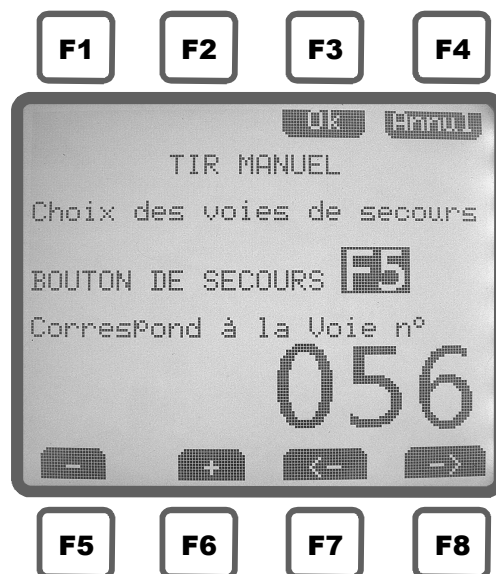 F1 F2 F3 F4
Ok Annul
TIR MANUEL
Choix des voies de secours
BOUTON DE SECOURS F5
Correspond à la Voie n°
056
- + <- ->
F5 F6 F7 F8